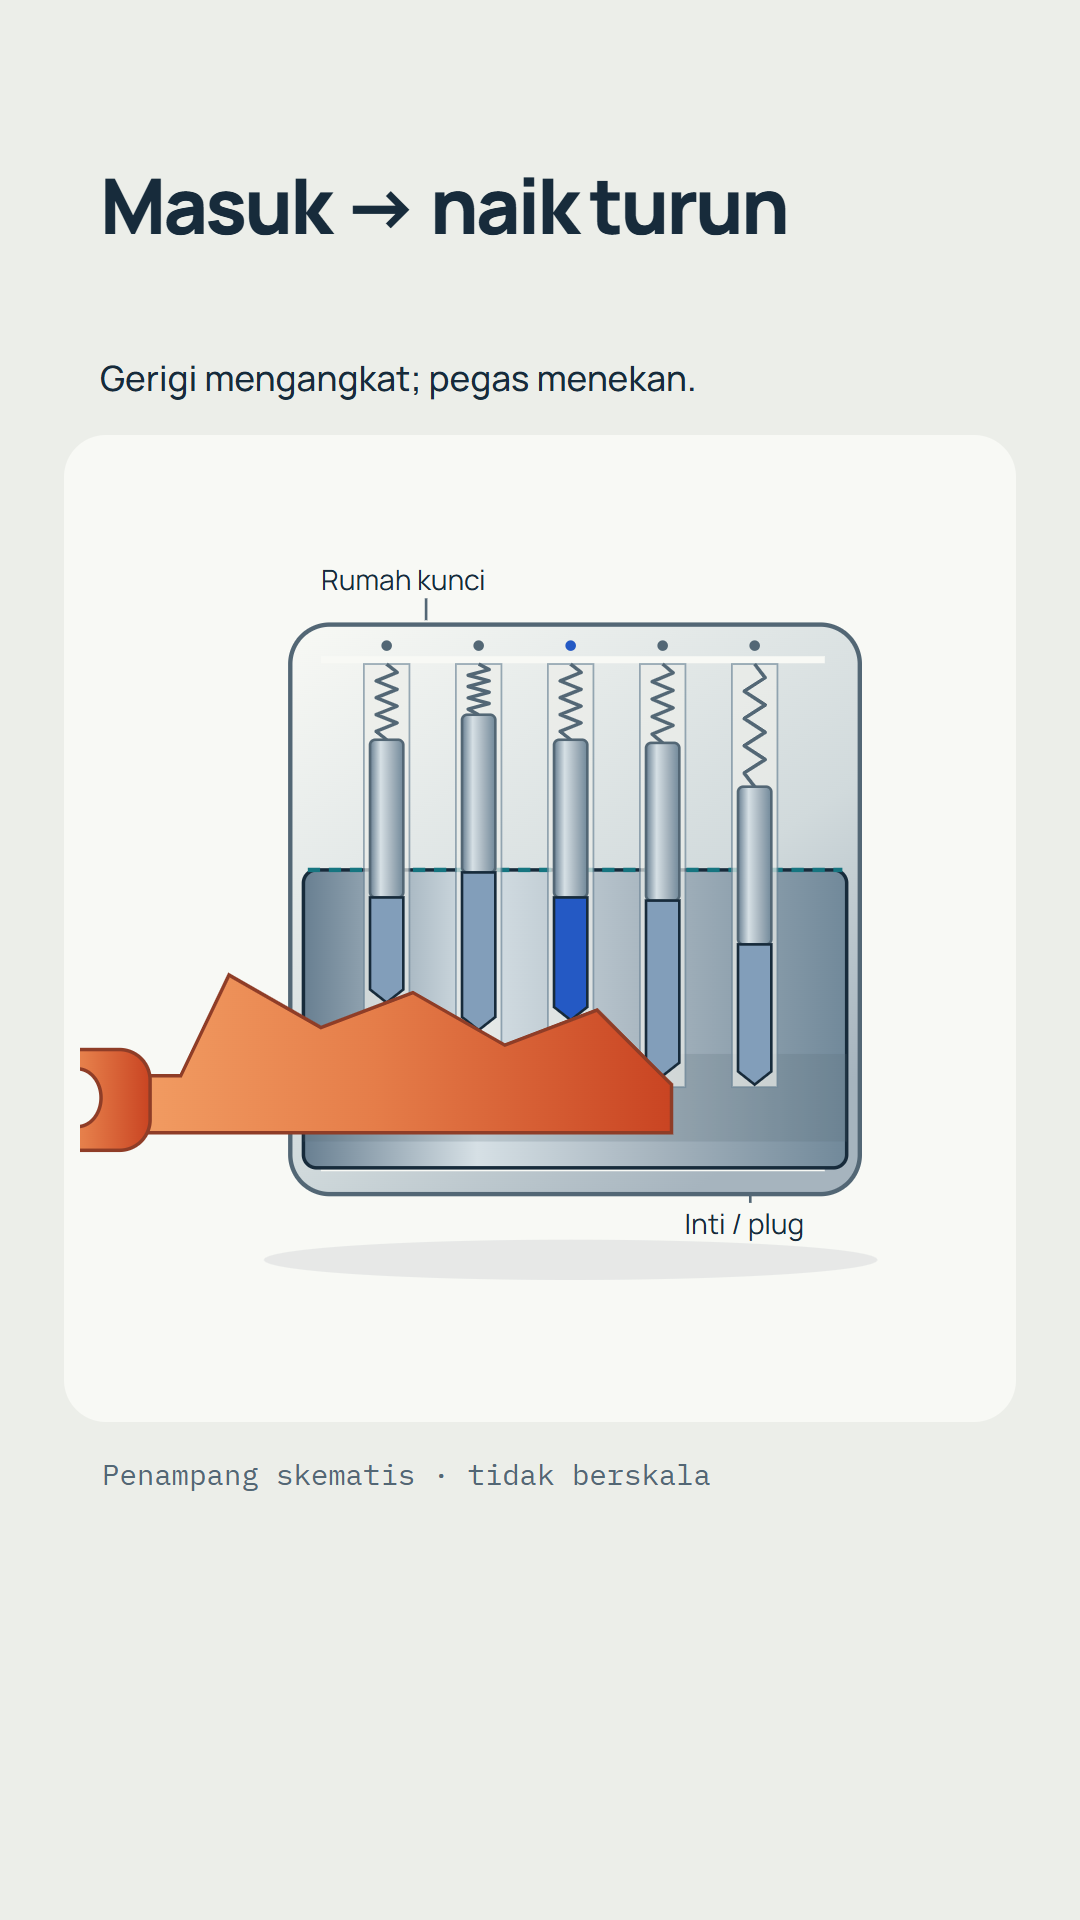 Masuk → naik turun
Gerigi mengangkat; pegas menekan.
Rumah kunci
Inti / plug
Penampang skematis · tidak berskala